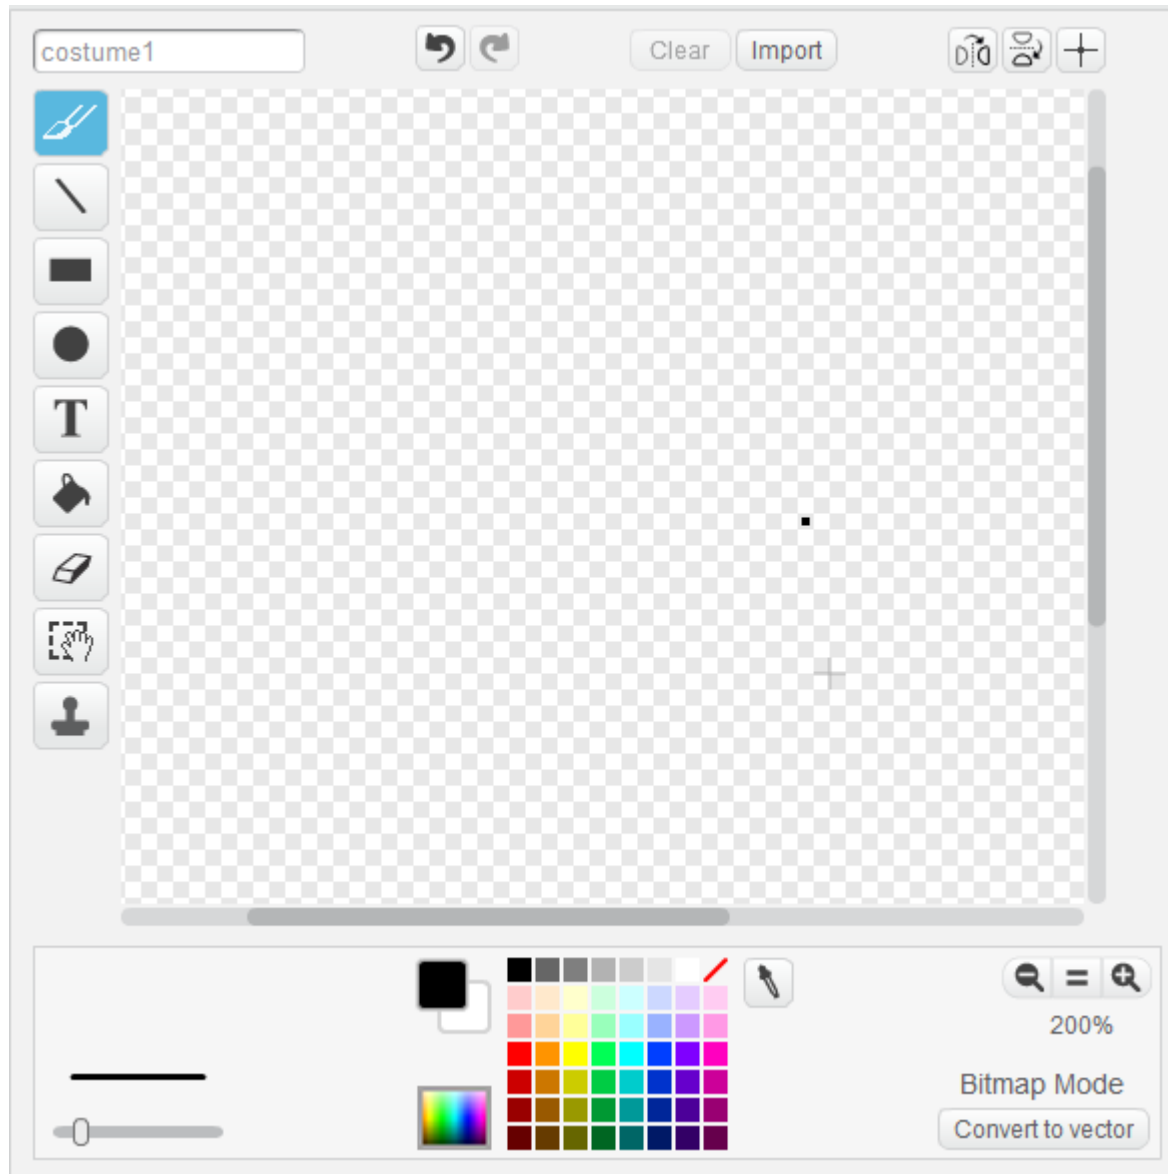 costume1
Clear
Import
T
200%
Bitmap Mode
Convert to vector